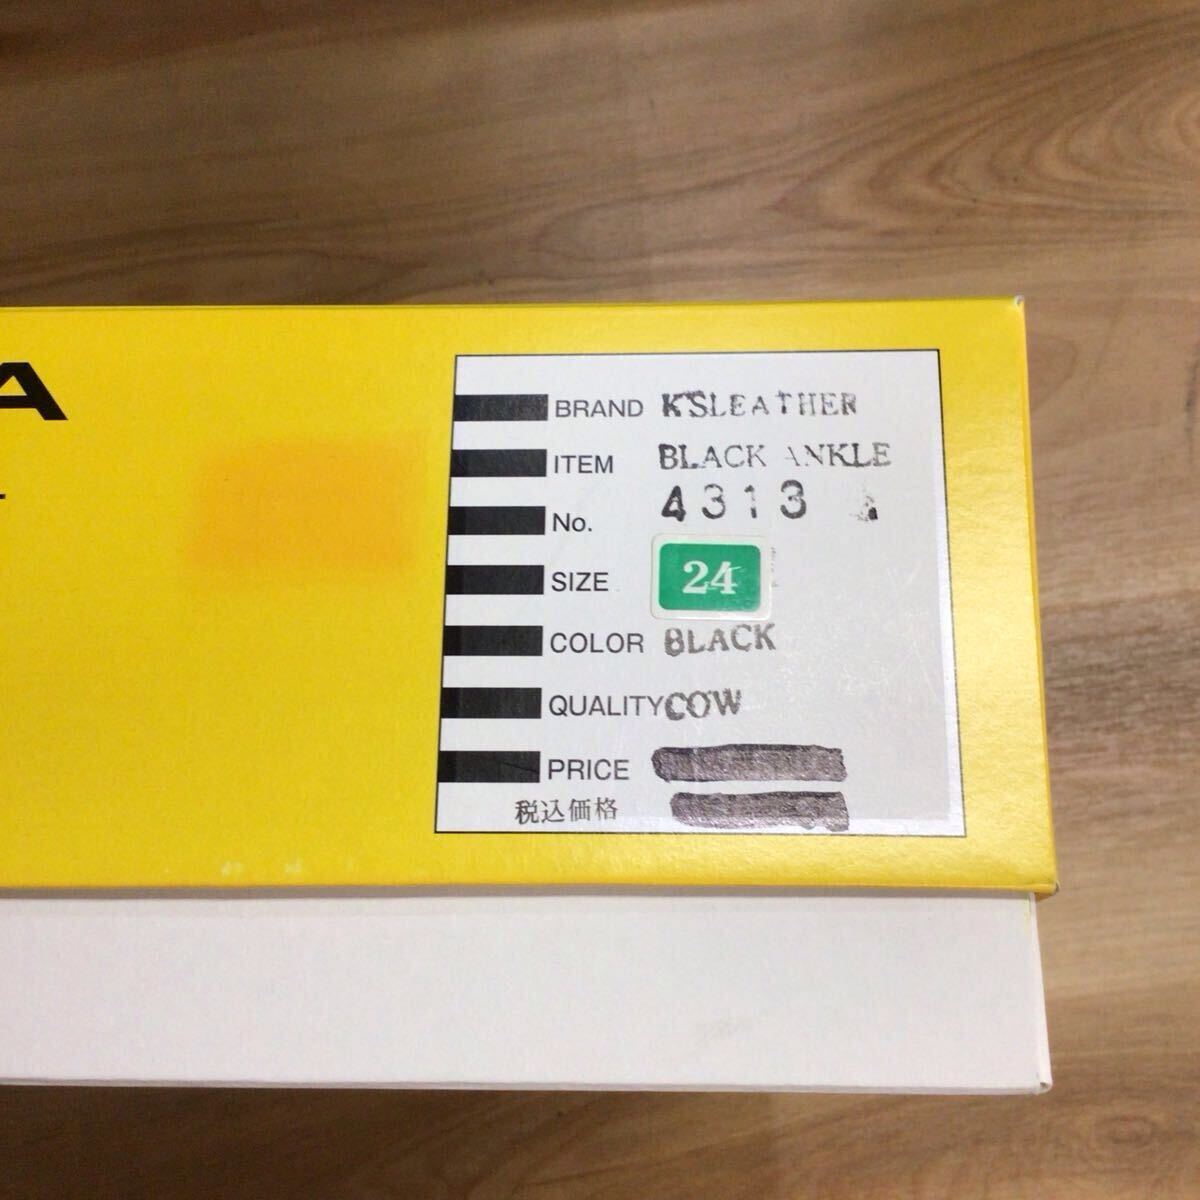 A
BRAND K'SLEATHER
ITEM BLACK ANKLE
No. 4313
SIZE 24
COLOR BLACK
QUALITY COW
PRICE
税込価格